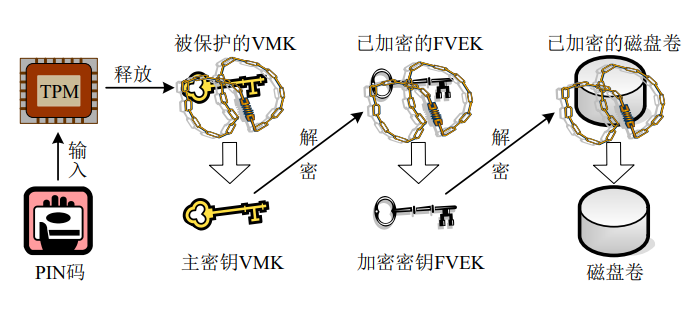 被保护的VMK
已加密的FVEK
已加密的磁盘卷
TPM
释放
输入
解密
解密
PIN码
主密钥VMK
加密密钥FVEK
磁盘卷